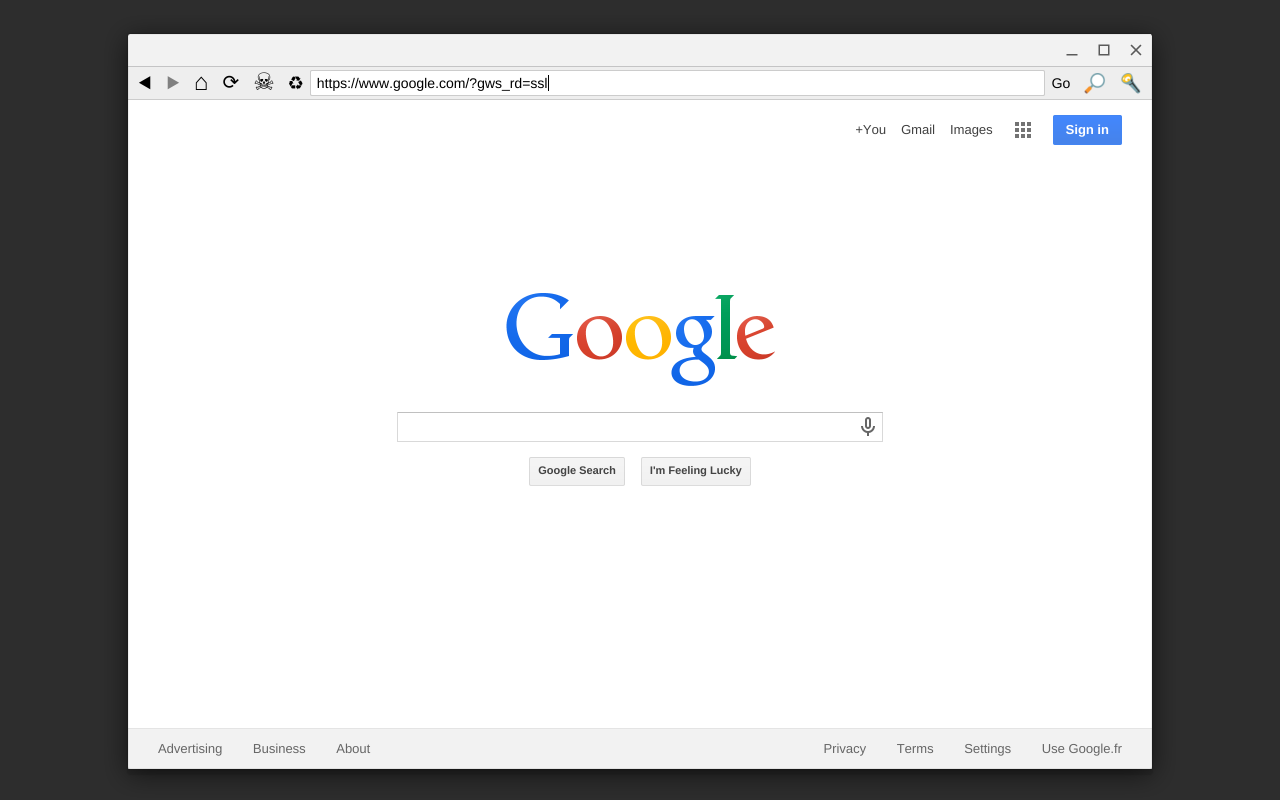 https://www.google.com/?gws_rd=ssl Go
+You Gmail Images Sign in
Google
Google Search I'm Feeling Lucky
Advertising Business About Privacy Terms Settings Use Google.fr